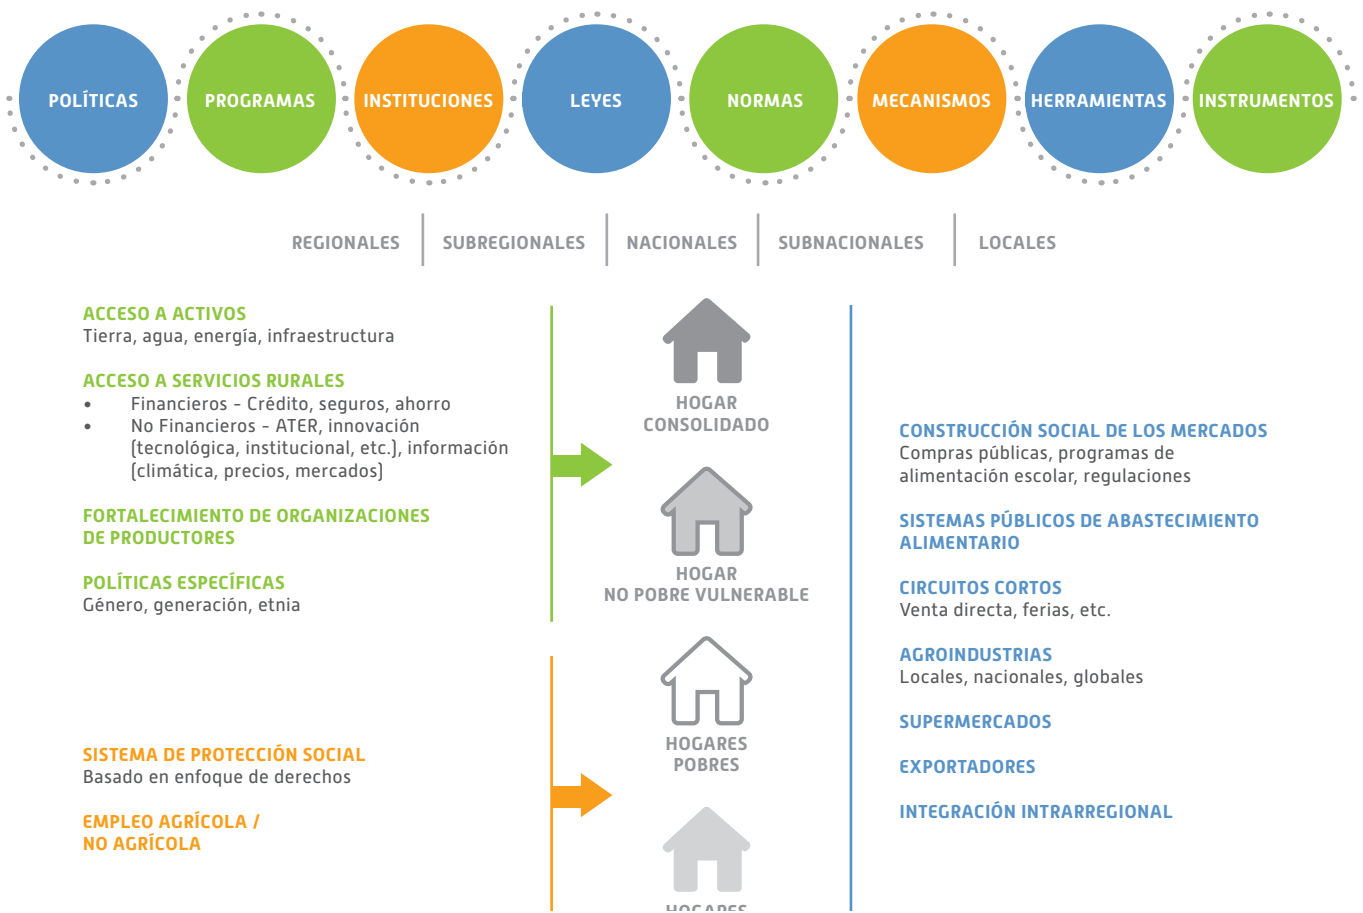 POLÍTICAS
PROGRAMAS
INSTITUCIONES
LEYES
NORMAS
MECANISMOS
HERRAMIENTAS
INSTRUMENTOS
REGIONALES
SUBREGIONALES
NACIONALES
SUBNACIONALES
LOCALES
ACCESO A ACTIVOS
Tierra, agua, energía, infraestructura
ACCESO A SERVICIOS RURALES
• Financieros - Crédito, seguros, ahorro
• No Financieros - ATER, innovación
(tecnológica, institucional, etc.), información
(climática, precios, mercados)
FORTALECIMIENTO DE ORGANIZACIONES
DE PRODUCTORES
POLÍTICAS ESPECÍFICAS
Género, generación, etnia
SISTEMA DE PROTECCIÓN SOCIAL
Basado en enfoque de derechos
EMPLEO AGRÍCOLA /
NO AGRÍCOLA
HOGAR
CONSOLIDADO
HOGAR
NO POBRE VULNERABLE
HOGARES
POBRES
HOGARES
CONSTRUCCIÓN SOCIAL DE LOS MERCADOS
Compras públicas, programas de
alimentación escolar, regulaciones
SISTEMAS PÚBLICOS DE ABASTECIMIENTO
ALIMENTARIO
CIRCUITOS CORTOS
Venta directa, ferias, etc.
AGROINDUSTRIAS
Locales, nacionales, globales
SUPERMERCADOS
EXPORTADORES
INTEGRACIÓN INTRARREGIONAL